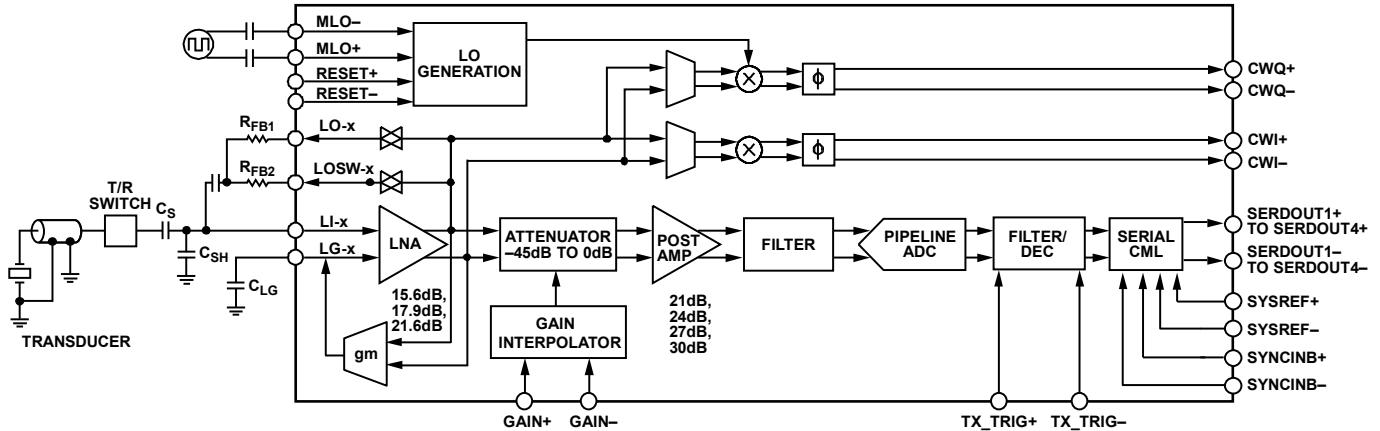 MLO–
MLO+
RESET+
RESET–
LO
GENERATION
CWQ+
CWQ–
RFB1
LO-x
CWI+
CWI–
RFB2
LOSW-x
T/R
SWITCH
CS
LI-x
LG-x
LNA
CSH
CLG
TRANSDUCER
15.6dB,
17.9dB,
21.6dB
gm
ATTENUATOR
–45dB TO 0dB
GAIN
INTERPOLATOR
GAIN+
GAIN–
POST
AMP
21dB,
24dB,
27dB,
30dB
FILTER
PIPELINE
ADC
FILTER/
DEC
SERIAL
CML
TX_TRIG+
TX_TRIG–
SERDOUT1+
TO SERDOUT4+
SERDOUT1–
TO SERDOUT4–
SYSREF+
SYSREF–
SYNCINB+
SYNCINB–
ϕ
ϕ